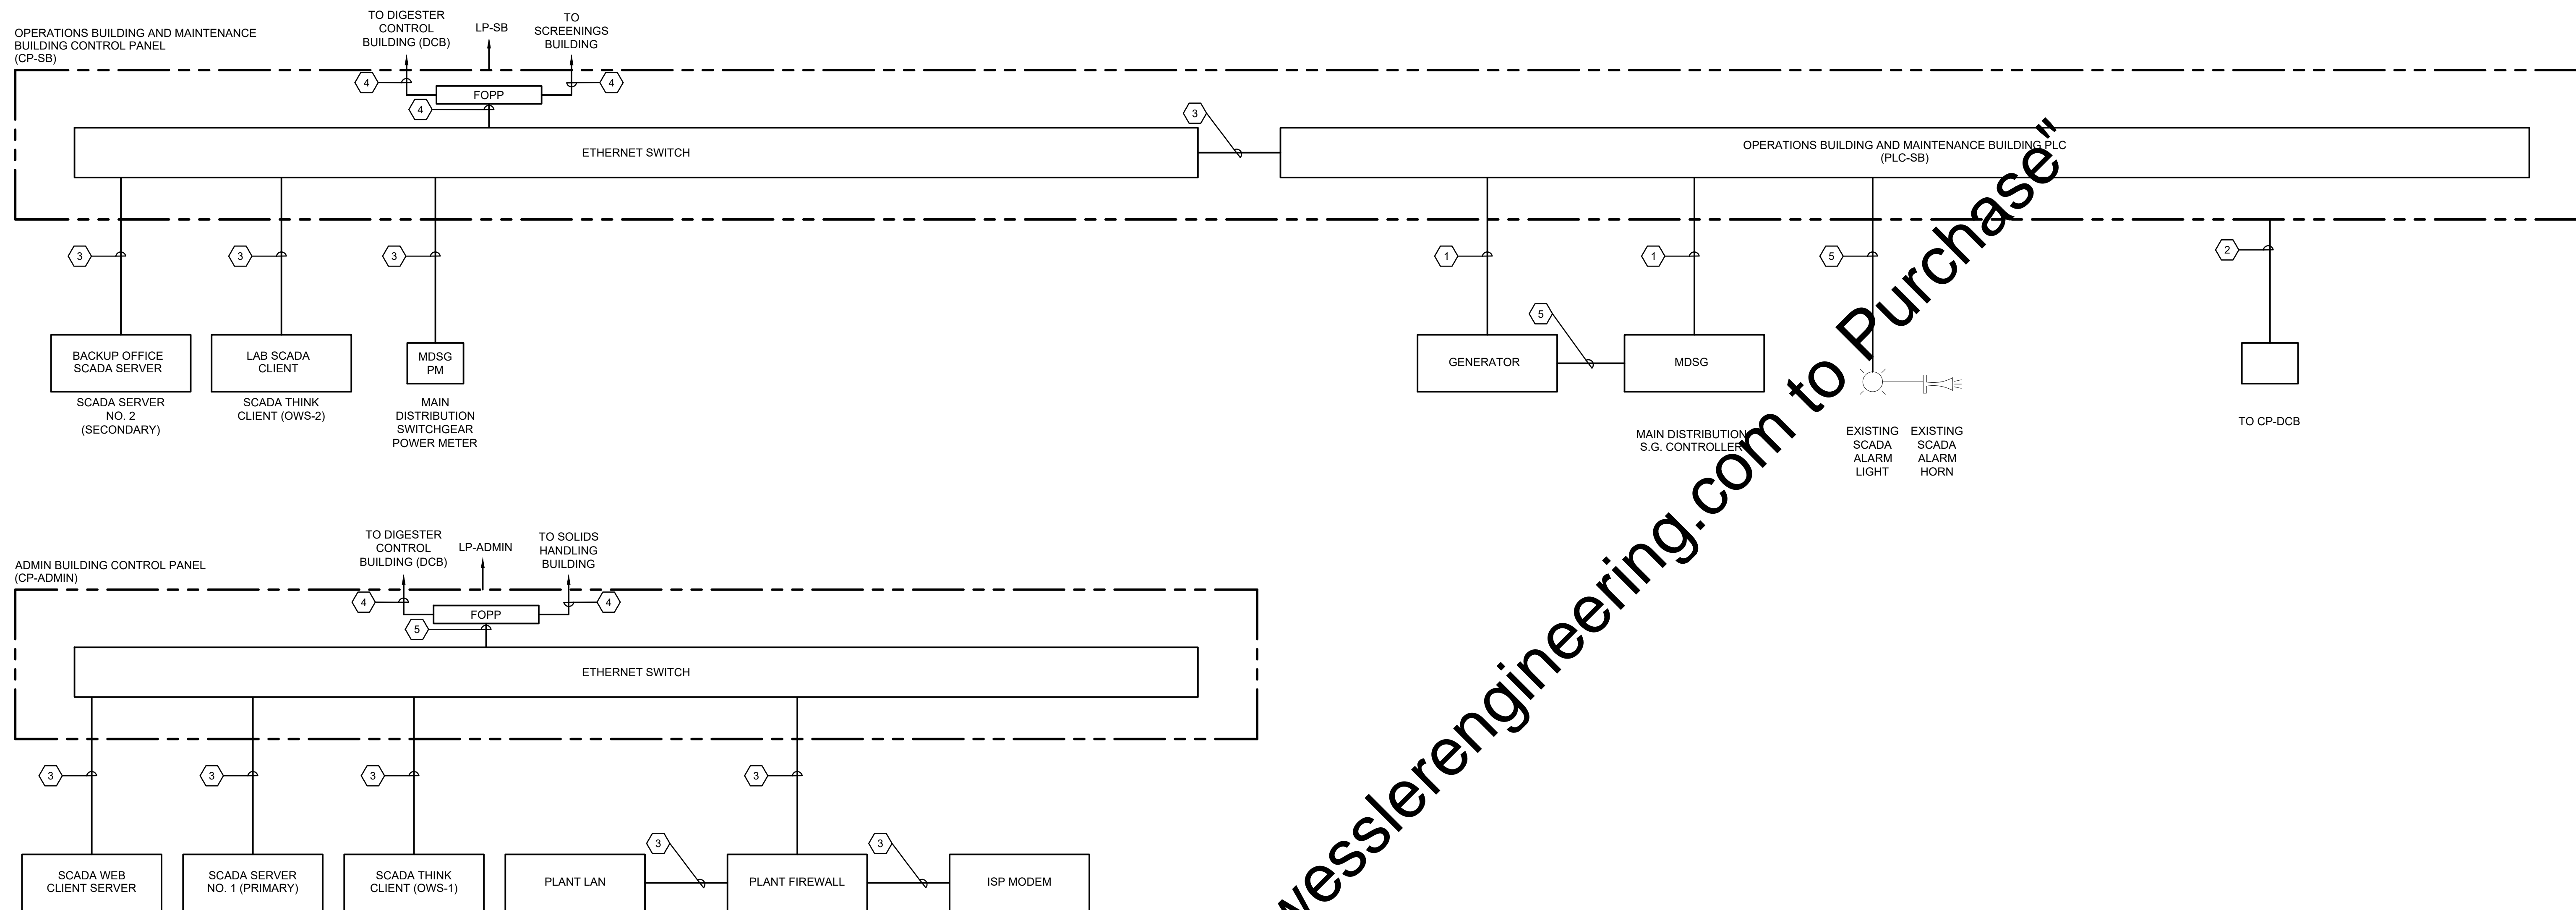 OPERATIONS BUILDING AND MAINTENANCE
BUILDING CONTROL PANEL
(CP-SB)
TO DIGESTER
CONTROL
BUILDING (DCB)
LP-SB
TO
SCREENINGS
BUILDING
4
4
FOPP
4
3
ETHERNET SWITCH
OPERATIONS BUILDING AND MAINTENANCE BUILDING PLC
(PLC-SB)
3
3
3
1
1
5
2
5
BACKUP OFFICE
SCADA SERVER
LAB SCADA
CLIENT
MDSG
PM
GENERATOR
MDSG
SCADA SERVER
NO. 2
(SECONDARY)
SCADA THINK
CLIENT (OWS-2)
MAIN
DISTRIBUTION
SWITCHGEAR
POWER METER
MAIN DISTRIBUTION
S.G. CONTROLLER
EXISTING
SCADA
ALARM
LIGHT
EXISTING
SCADA
ALARM
HORN
TO CP-DCB
wesslerengineering.com to Purchase"
ADMIN BUILDING CONTROL PANEL
(CP-ADMIN)
TO DIGESTER
CONTROL
BUILDING (DCB)
LP-ADMIN
TO SOLIDS
HANDLING
BUILDING
4
4
FOPP
5
ETHERNET SWITCH
3
3
3
3
3
3
SCADA WEB
CLIENT SERVER
SCADA SERVER
NO. 1 (PRIMARY)
SCADA THINK
CLIENT (OWS-1)
PLANT LAN
PLANT FIREWALL
ISP MODEM